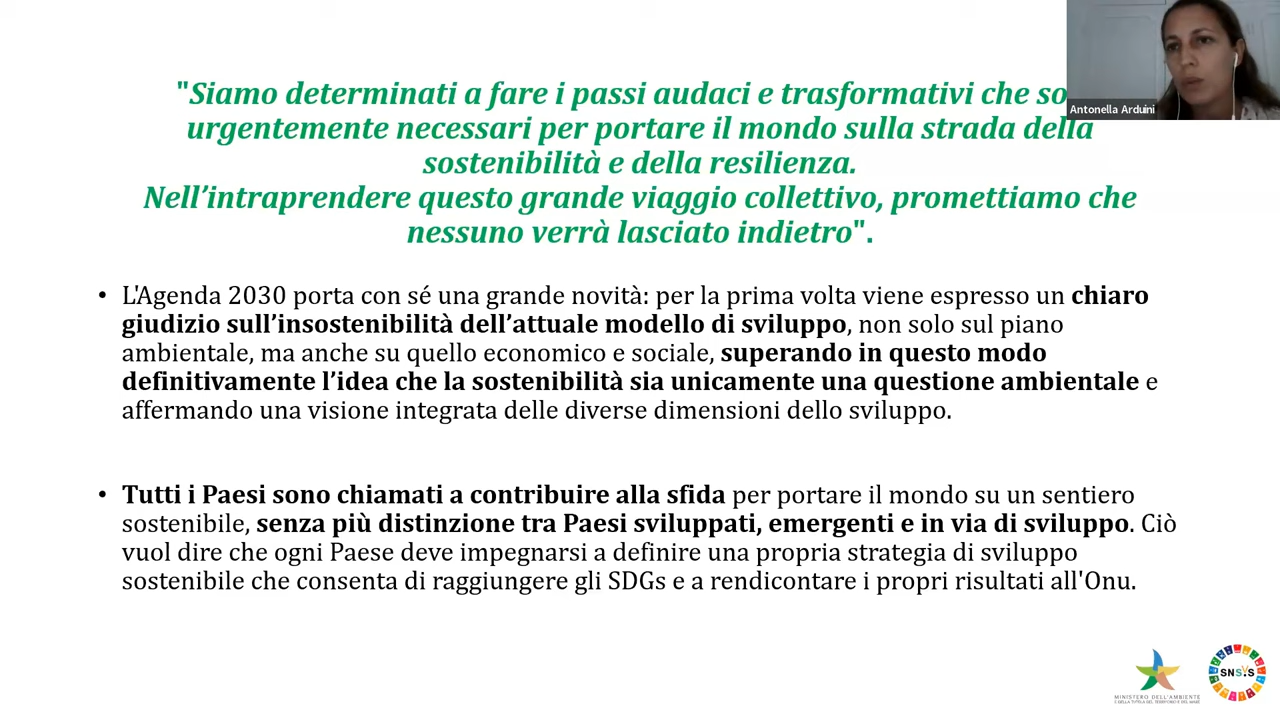 "Siamo determinati a fare i passi audaci e trasformativi che so
urgentemente necessari per portare il mondo sulla strada della
sostenibilità e della resilienza.
Nell’intraprendere questo grande viaggio collettivo, promettiamo che
nessuno verrà lasciato indietro".
Antonella Arduini
• L'Agenda 2030 porta con sé una grande novità: per la prima volta viene espresso un chiaro
giudizio sull’insostenibilità dell’attuale modello di sviluppo, non solo sul piano
ambientale, ma anche su quello economico e sociale, superando in questo modo
definitivamente l’idea che la sostenibilità sia unicamente una questione ambientale e
affermando una visione integrata delle diverse dimensioni dello sviluppo.
• Tutti i Paesi sono chiamati a contribuire alla sfida per portare il mondo su un sentiero
sostenibile, senza più distinzione tra Paesi sviluppati, emergenti e in via di sviluppo. Ciò
vuol dire che ogni Paese deve impegnarsi a definire una propria strategia di sviluppo
sostenibile che consenta di raggiungere gli SDGs e a rendicontare i propri risultati all'Onu.
MINISTERO DELL'AMBIENTE
E DELLA TUTELA DEL TERRITORIO E DEL MARE
SNSVS